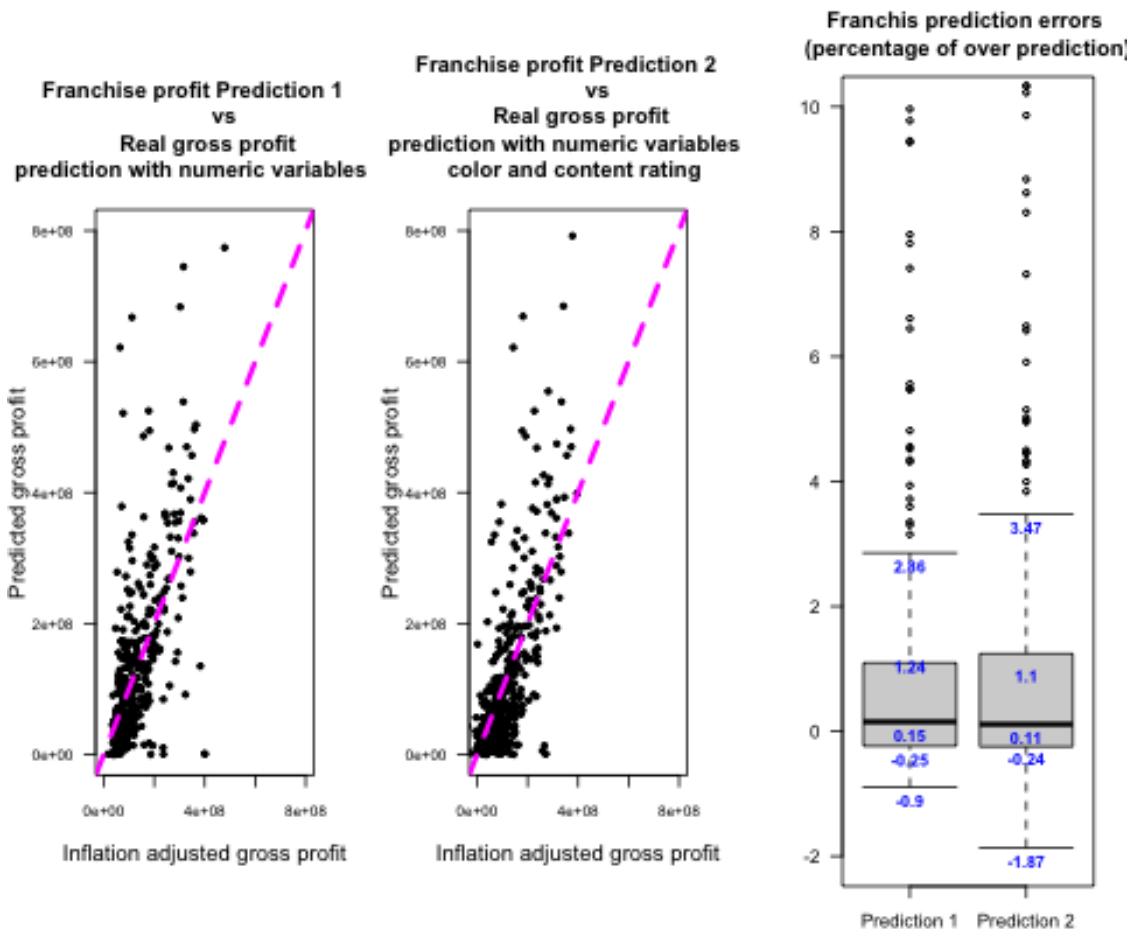 Franchise profit Prediction 1
vs
Real gross profit
prediction with numeric variables
8e+08
6e+08
4e+08
2e+08
0e+00
Predicted gross profit
0e+00 4e+08 8e+08
Inflation adjusted gross profit
Franchise profit Prediction 2
vs
Real gross profit
prediction with numeric variables
color and content rating
8e+08
6e+08
4e+08
2e+08
0e+00
Predicted gross profit
0e+00 4e+08 8e+08
Inflation adjusted gross profit
Franchis prediction errors
(percentage of over prediction)
10
8
6
4
2
0
-2
2.86
1.24
0.15
-0.25
-0.9
3.47
1.1
0.11
-0.24
-1.87
Prediction 1 Prediction 2